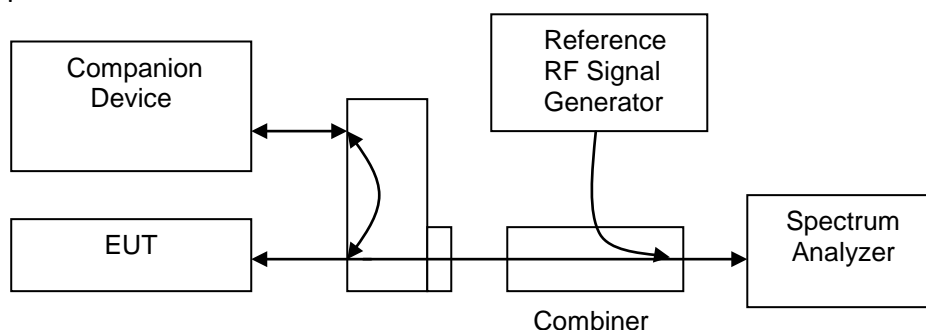 Reference
RF Signal
Generator
Companion
Device
EUT
Spectrum
Analyzer
Combiner